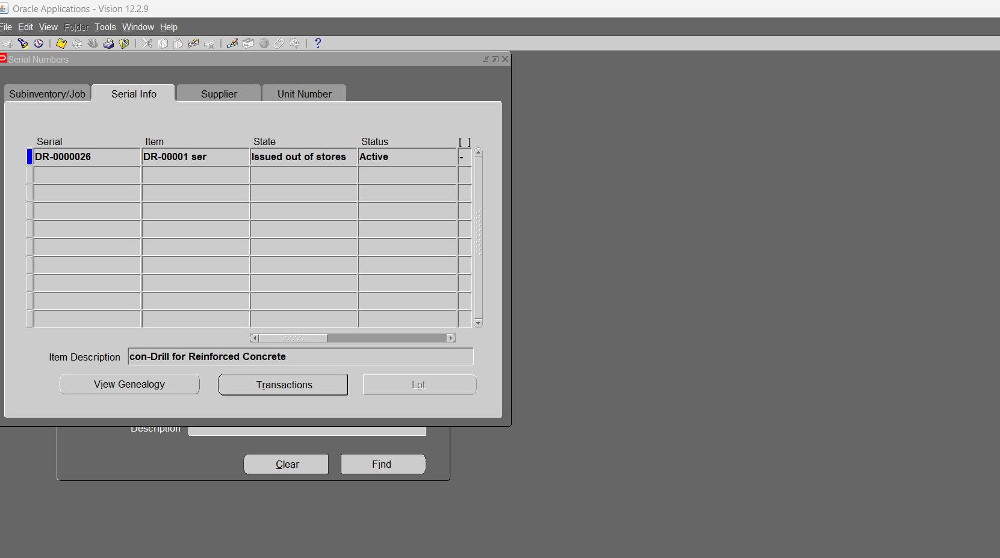 Oracle Applications - Vision 12.2.9
File Edit View Folder Tools Window Help
Serial Numbers
Subinventory/Job Serial Info Supplier Unit Number
Serial Item State Status [ ]
DR-0000026 DR-00001 ser Issued out of stores Active -
Item Description con-Drill for Reinforced Concrete
View Genealogy Transactions Lot
Description
Clear Find